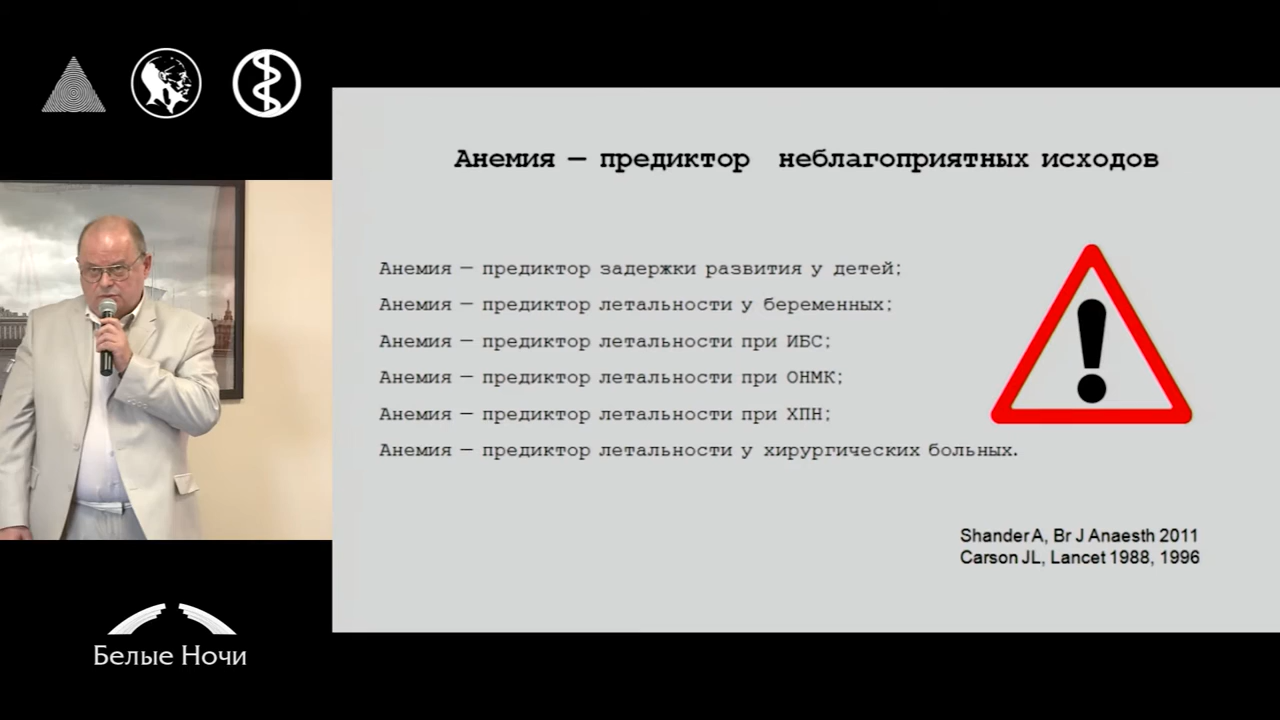 Анемия — предиктор неблагоприятных исходов
Анемия — предиктор задержки развития у детей;
Анемия — предиктор летальности у беременных;
Анемия — предиктор летальности при ИБС;
Анемия — предиктор летальности при ОНМК;
Анемия — предиктор летальности при ХПН;
Анемия — предиктор летальности у хирургических больных.
Shander A, Br J Anaesth 2011
Carson JL, Lancet 1988, 1996
Белые Ночи